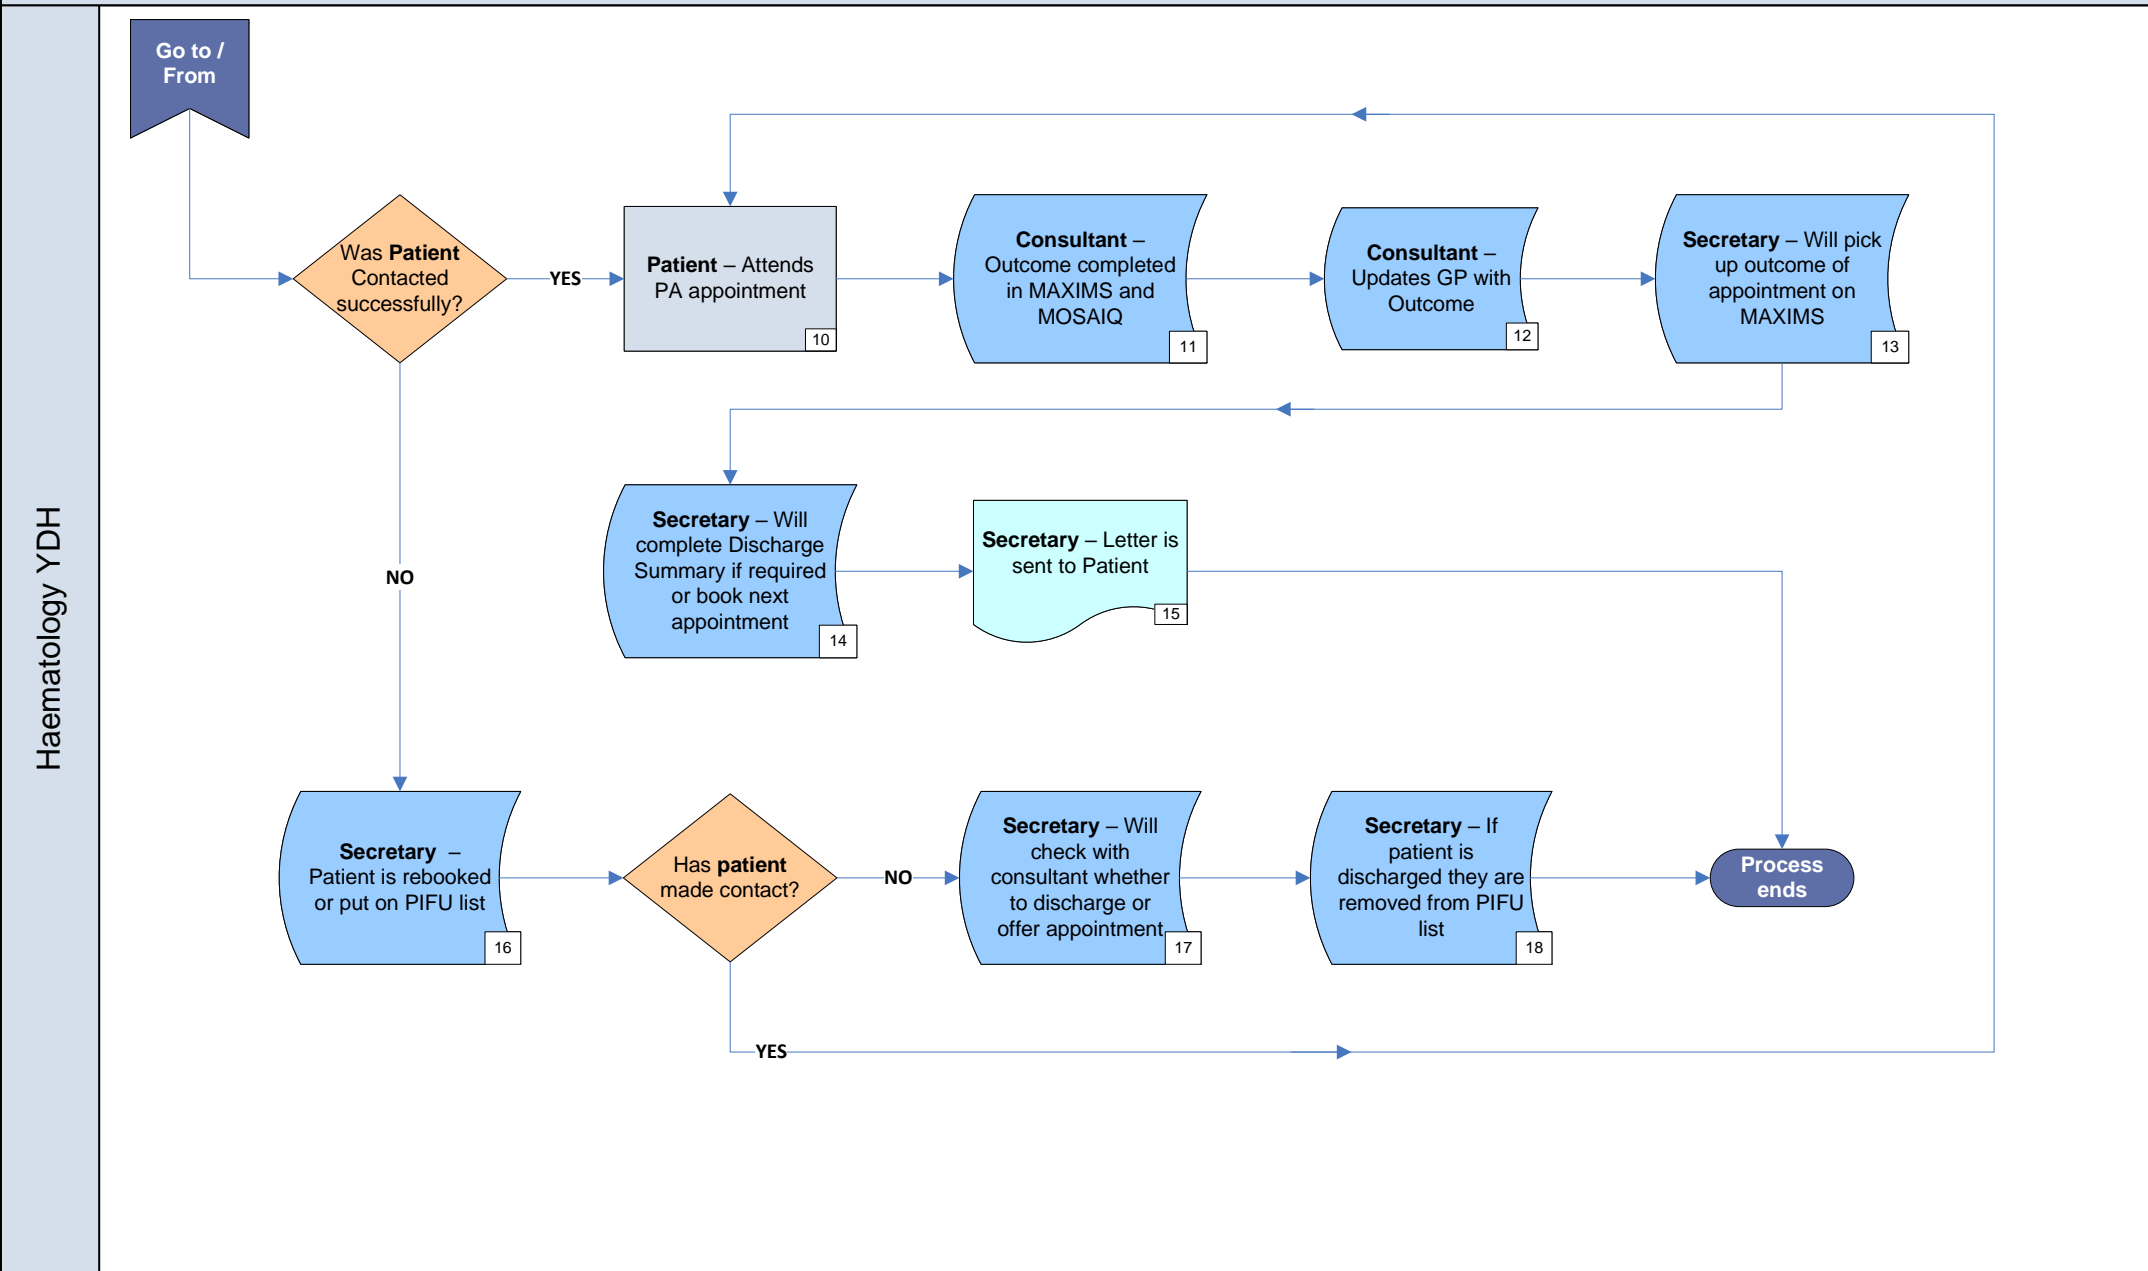 Go to /
From
Haematology YDH
Was Patient
Contacted
successfully?
YES
Patient – Attends
PA appointment
10
Consultant –
Outcome completed
in MAXIMS and
MOSAIQ
11
Consultant –
Updates GP with
Outcome
12
Secretary – Will pick
up outcome of
appointment on
MAXIMS
13
NO
Secretary – Will
complete Discharge
Summary if required
or book next
appointment
14
Secretary – Letter is
sent to Patient
15
Secretary –
Patient is rebooked
or put on PIFU list
16
Has patient
made contact?
NO
Secretary – Will
check with
consultant whether
to discharge or
offer appointment
17
Secretary – If
patient is
discharged they are
removed from PIFU
list
18
Process
ends
YES